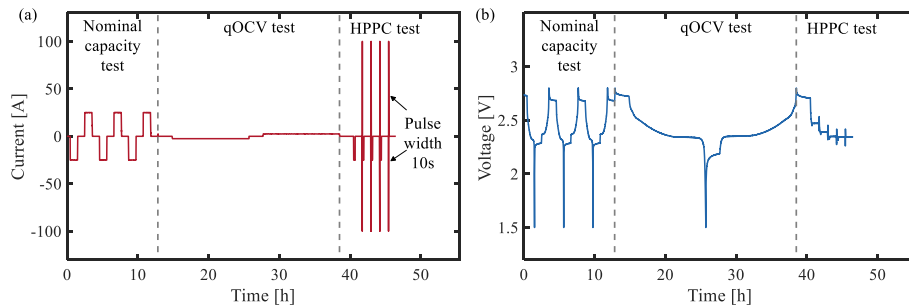 (a)
Nominal
capacity
test
qOCV test
HPPC test
Pulse
width
10s
100
50
0
-50
-100
Current [A]
0
10
20
30
40
50
Time [h]
(b)
Nominal
capacity
test
qOCV test
HPPC test
3
2.5
2
1.5
Voltage [V]
0
10
20
30
40
50
Time [h]